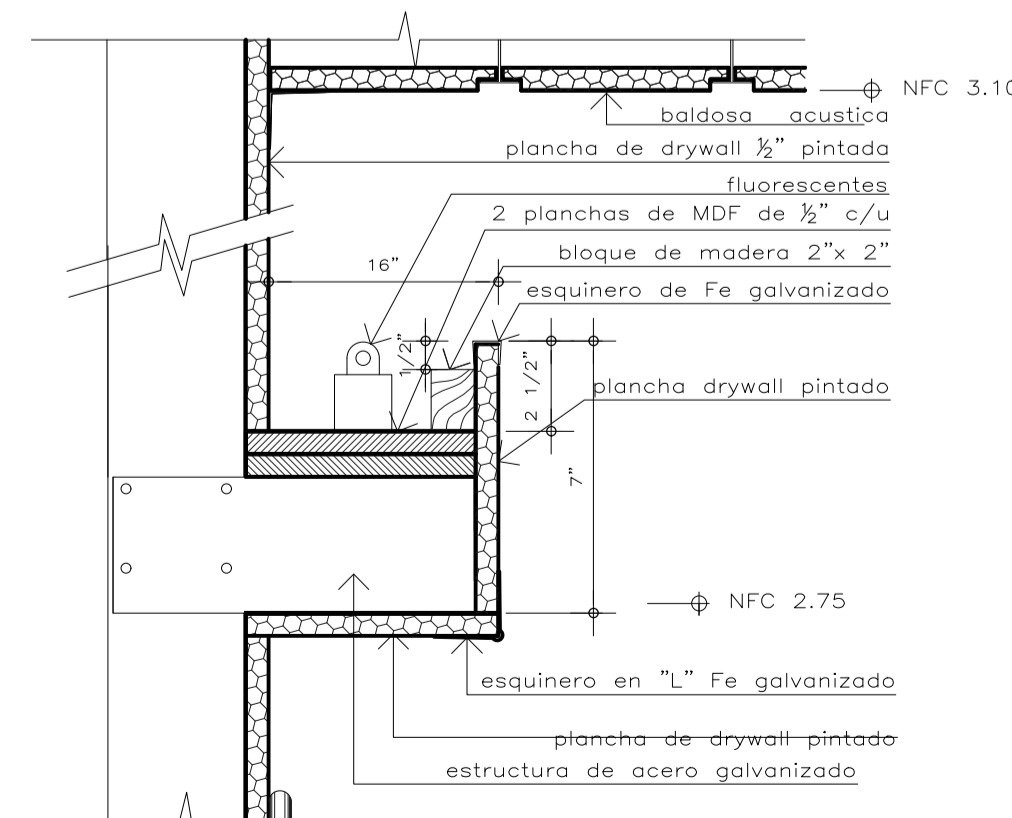 NFC 3.10
baldosa acustica
plancha de drywall ½" pintada
fluorescentes
2 planchas de MDF de ½" c/u
bloque de madera 2"x 2"
16"
esquinero de Fe galvanizado
1/2"
2 1/2"
plancha drywall pintado
7"
NFC 2.75
esquinero en "L" Fe galvanizado
plancha de drywall pintado
estructura de acero galvanizado